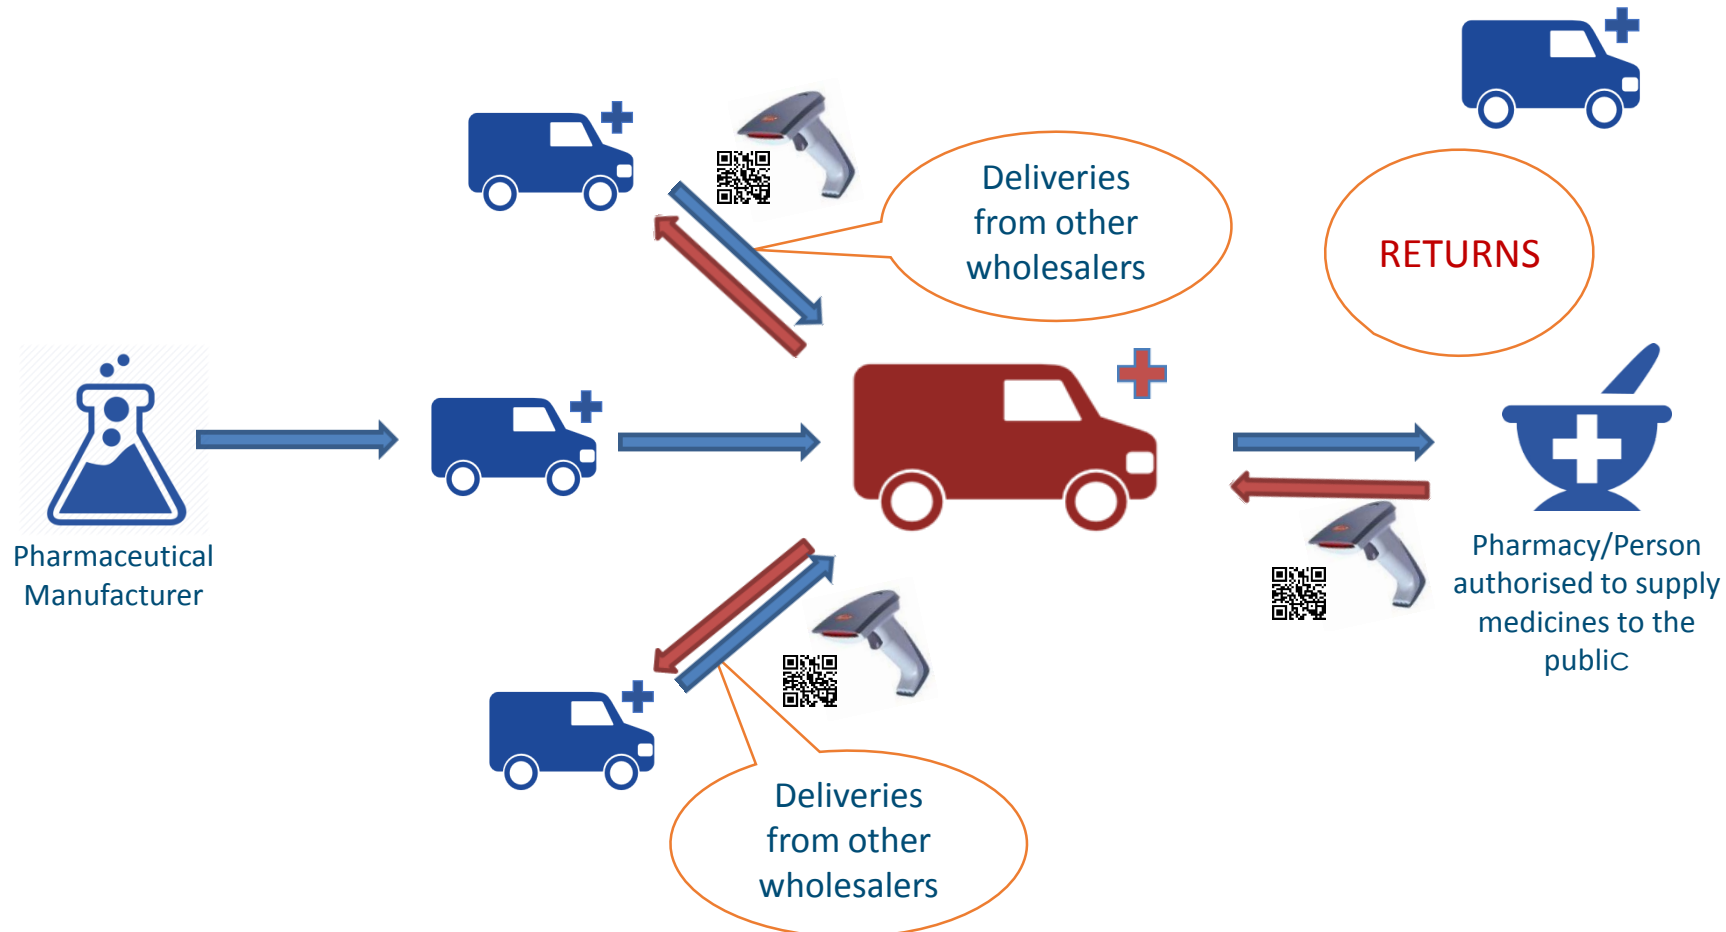 Deliveries
from other
wholesalers
RETURNS
Pharmaceutical
Manufacturer
Pharmacy/Person
authorised to supply
medicines to the
publiC
Deliveries
from other
wholesalers